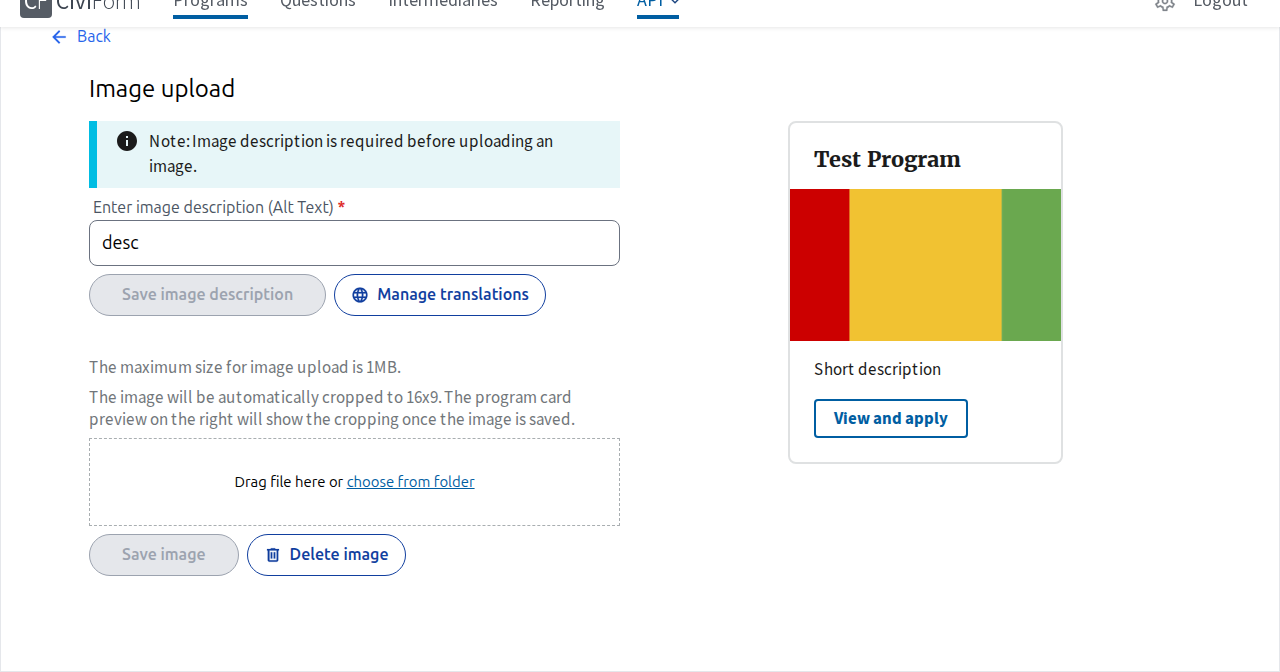 CF CiviForm Programs Questions Intermediaries Reporting API Logout
Back
Image upload
Note: Image description is required before uploading an
image.
Enter image description (Alt Text) *
desc
Save image description Manage translations
The maximum size for image upload is 1MB.
The image will be automatically cropped to 16x9. The program card
preview on the right will show the cropping once the image is saved.
Drag file here or choose from folder
Save image Delete image
Test Program
Short description
View and apply